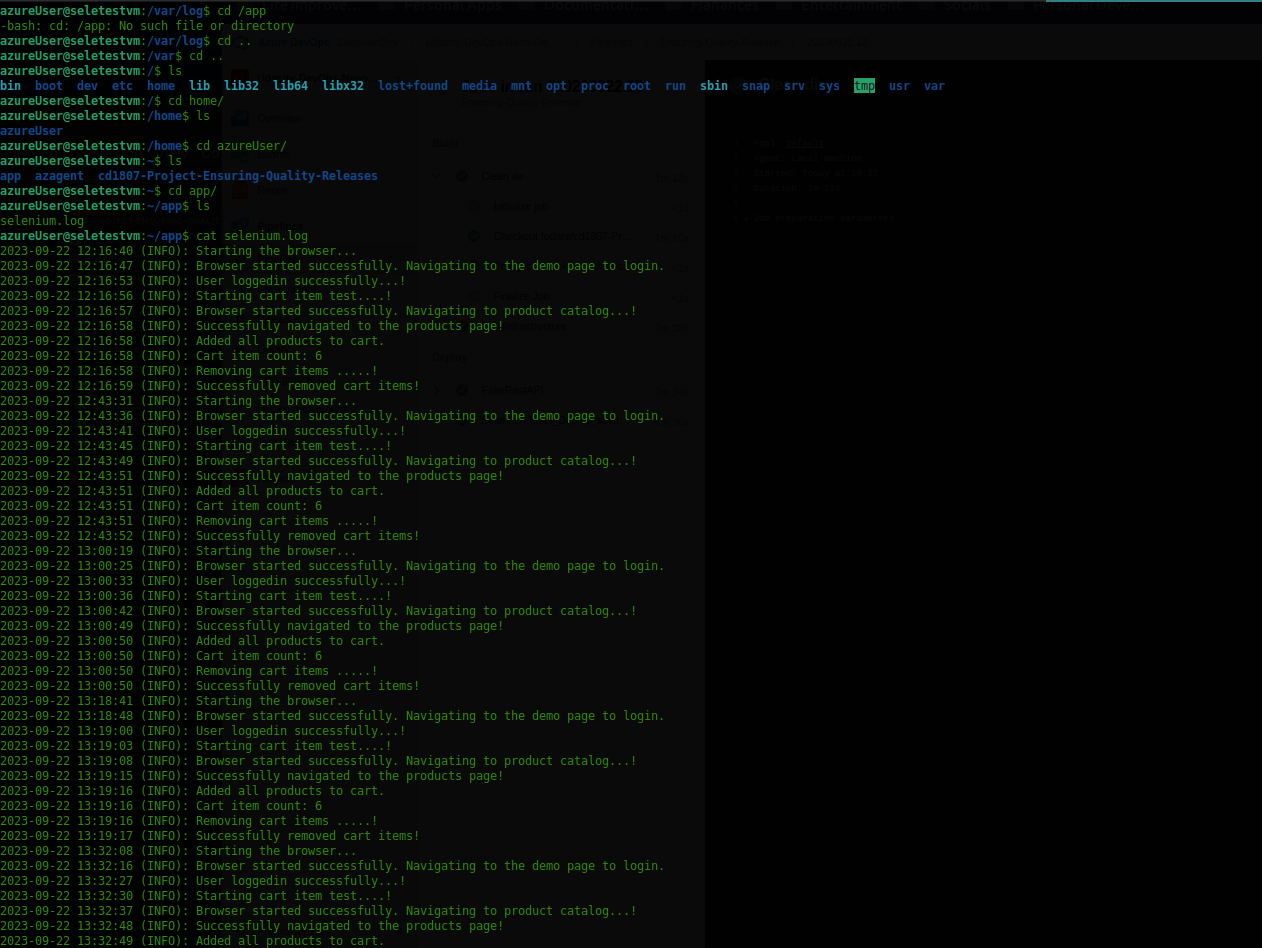 azureUser@seletestvm:/var/log$ cd /app
-bash: cd: /app: No such file or directory
azureUser@seletestvm:/var/log$ cd ..
azureUser@seletestvm:/var$ cd ..
azureUser@seletestvm:/$ ls
bin boot dev etc home lib lib32 lib64 libx32 lost+found media mnt opt proc root run sbin snap srv sys tmp usr var
azureUser@seletestvm:/$ cd home/
azureUser@seletestvm:/home$ ls
azureUser
azureUser@seletestvm:/home$ cd azureUser/
azureUser@seletestvm:~$ ls
app azagent cd1807-Project-Ensuring-Quality-Releases
azureUser@seletestvm:~$ cd app/
azureUser@seletestvm:~/app$ ls
selenium.log
azureUser@seletestvm:~/app$ cat selenium.log
2023-09-22 12:16:40 (INFO): Starting the browser...
2023-09-22 12:16:47 (INFO): Browser started successfully. Navigating to the demo page to login.
2023-09-22 12:16:53 (INFO): User loggedin successfully...!
2023-09-22 12:16:56 (INFO): Starting cart item test....!
2023-09-22 12:16:57 (INFO): Browser started successfully. Navigating to product catalog...!
2023-09-22 12:16:58 (INFO): Successfully navigated to the products page!
2023-09-22 12:16:58 (INFO): Added all products to cart.
2023-09-22 12:16:58 (INFO): Cart item count: 6
2023-09-22 12:16:58 (INFO): Removing cart items .....!
2023-09-22 12:16:59 (INFO): Successfully removed cart items!
2023-09-22 12:43:31 (INFO): Starting the browser...
2023-09-22 12:43:36 (INFO): Browser started successfully. Navigating to the demo page to login.
2023-09-22 12:43:41 (INFO): User loggedin successfully...!
2023-09-22 12:43:45 (INFO): Starting cart item test....!
2023-09-22 12:43:49 (INFO): Browser started successfully. Navigating to product catalog...!
2023-09-22 12:43:51 (INFO): Successfully navigated to the products page!
2023-09-22 12:43:51 (INFO): Added all products to cart.
2023-09-22 12:43:51 (INFO): Cart item count: 6
2023-09-22 12:43:51 (INFO): Removing cart items .....!
2023-09-22 12:43:52 (INFO): Successfully removed cart items!
2023-09-22 13:00:19 (INFO): Starting the browser...
2023-09-22 13:00:25 (INFO): Browser started successfully. Navigating to the demo page to login.
2023-09-22 13:00:33 (INFO): User loggedin successfully...!
2023-09-22 13:00:36 (INFO): Starting cart item test....!
2023-09-22 13:00:42 (INFO): Browser started successfully. Navigating to product catalog...!
2023-09-22 13:00:49 (INFO): Successfully navigated to the products page!
2023-09-22 13:00:50 (INFO): Added all products to cart.
2023-09-22 13:00:50 (INFO): Cart item count: 6
2023-09-22 13:00:50 (INFO): Removing cart items .....!
2023-09-22 13:00:50 (INFO): Successfully removed cart items!
2023-09-22 13:18:41 (INFO): Starting the browser...
2023-09-22 13:18:48 (INFO): Browser started successfully. Navigating to the demo page to login.
2023-09-22 13:19:00 (INFO): User loggedin successfully...!
2023-09-22 13:19:03 (INFO): Starting cart item test....!
2023-09-22 13:19:08 (INFO): Browser started successfully. Navigating to product catalog...!
2023-09-22 13:19:15 (INFO): Successfully navigated to the products page!
2023-09-22 13:19:16 (INFO): Added all products to cart.
2023-09-22 13:19:16 (INFO): Cart item count: 6
2023-09-22 13:19:16 (INFO): Removing cart items .....!
2023-09-22 13:19:17 (INFO): Successfully removed cart items!
2023-09-22 13:32:08 (INFO): Starting the browser...
2023-09-22 13:32:16 (INFO): Browser started successfully. Navigating to the demo page to login.
2023-09-22 13:32:27 (INFO): User loggedin successfully...!
2023-09-22 13:32:30 (INFO): Starting cart item test....!
2023-09-22 13:32:37 (INFO): Browser started successfully. Navigating to product catalog...!
2023-09-22 13:32:48 (INFO): Successfully navigated to the products page!
2023-09-22 13:32:49 (INFO): Added all products to cart.